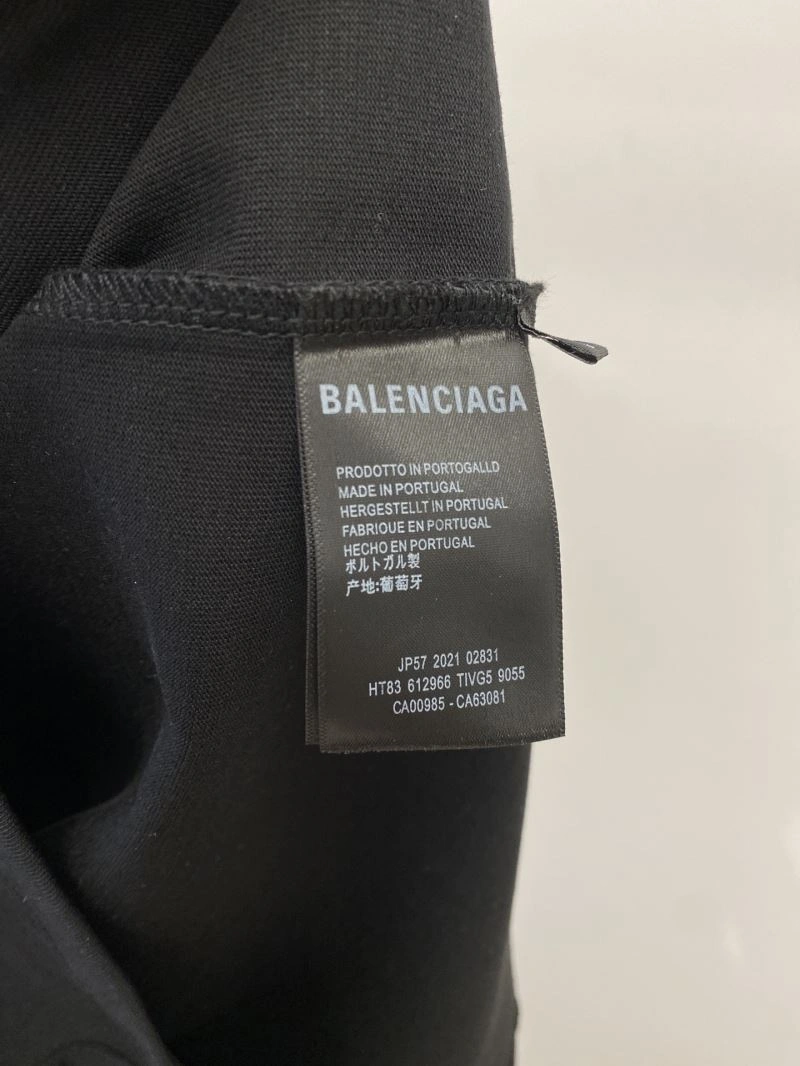 BALENCIAGA
PRODOTTO IN PORTOGALLD
MADE IN PORTUGAL
HERGESTELLT IN PORTUGAL
FABRIOUE EN PORTUGAL
HECHO EN PORTUGAL
ポルトガル製
产地:葡萄牙
JP57 2021 02831
HT83 612966 TIVG5 9055
CA00985 - CA63081